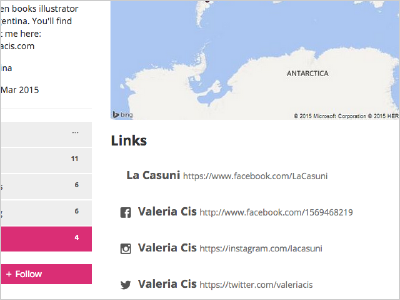 en books illustrator
gentina. You'll find
t me here:
iacis.com
ina
Mar 2015
...
11
s 6
6
4
+ Follow
ANTARCTICA
bing
© 2015 Microsoft Corporation © 2015 HER
Links
La Casuni https://www.facebook.com/LaCasuni
Valeria Cis http://www.facebook.com/1569468219
Valeria Cis https://instagram.com/lacasuni
Valeria Cis https://twitter.com/valeriacis